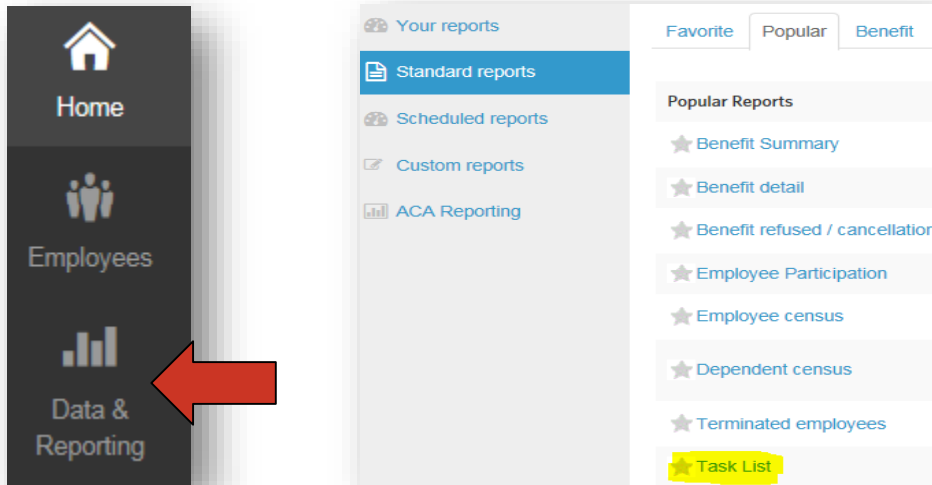 Home
Employees
Data &
Reporting
Your reports
Standard reports
Scheduled reports
Custom reports
ACA Reporting
Favorite Popular Benefit
Popular Reports
Benefit Summary
Benefit detail
Benefit refused / cancellation
Employee Participation
Employee census
Dependent census
Terminated employees
Task List